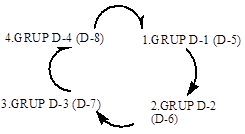 4.GRUP D-4 (D-8)
1.GRUP D-1 (D-5)
3.GRUP D-3 (D-7)
2.GRUP D-2
(D-6)